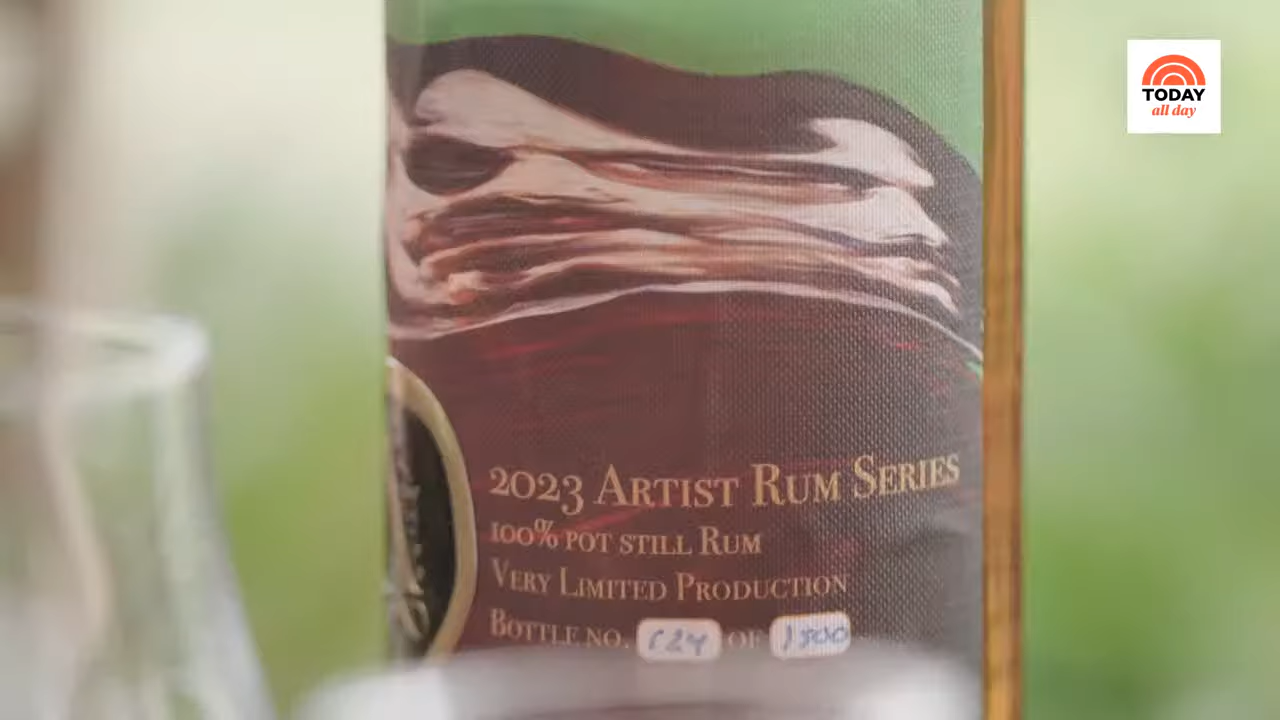 TODAY
all day
2023 Artist Rum Series
100% pot still Rum
Very Limited Production
Bottle no. of 1500